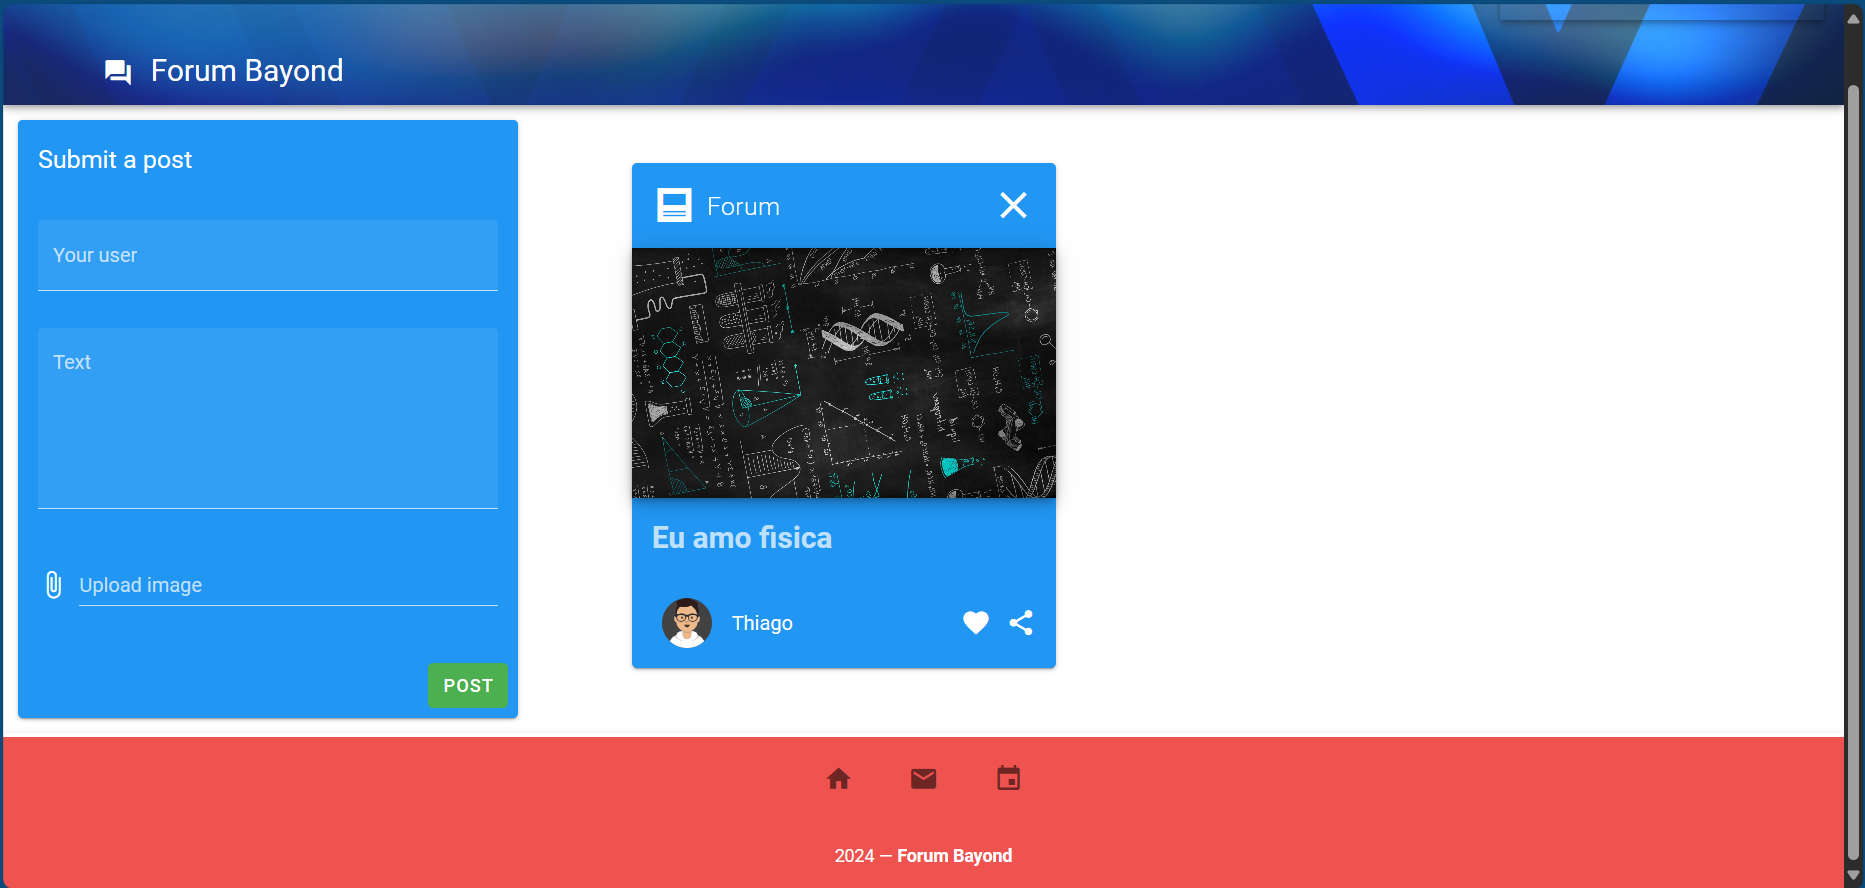 Forum Bayond
Submit a post
Your user
Text
Upload image
POST
Forum
Eu amo fisica
Thiago
2024 — Forum Bayond